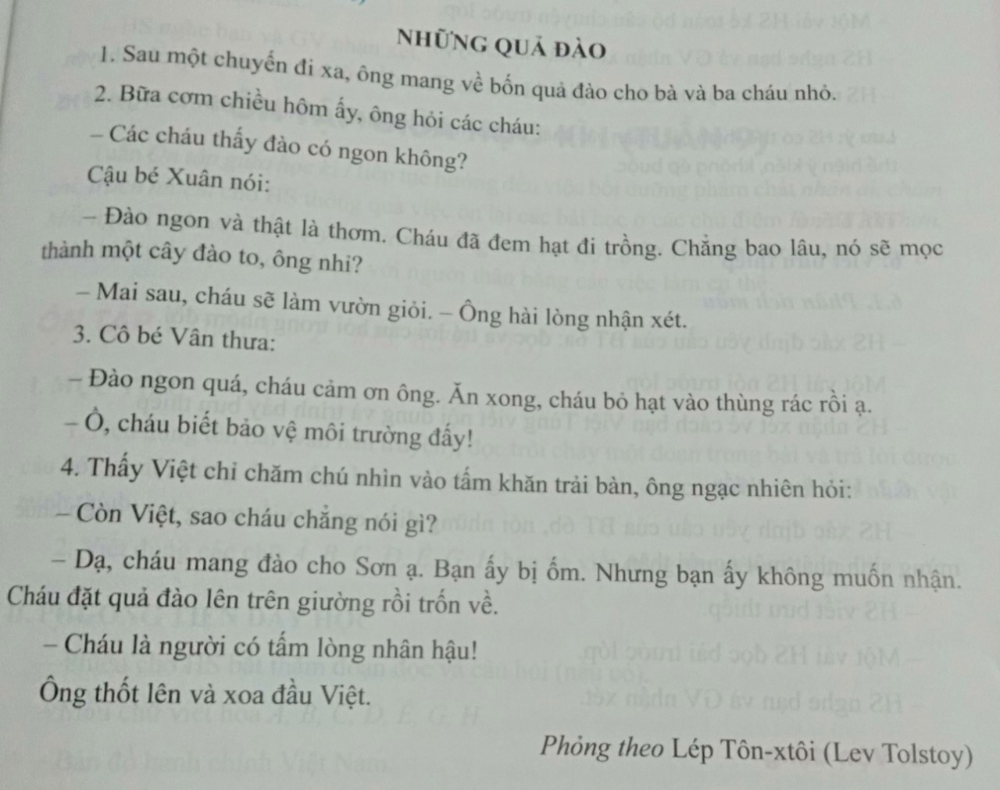 NHỮNG QUẢ ĐÀO
1. Sau một chuyến đi xa, ông mang về bốn quả đào cho bà và ba cháu nhỏ.
2. Bữa cơm chiều hôm ấy, ông hỏi các cháu:
– Các cháu thấy đào có ngon không?
Cậu bé Xuân nói:
– Đào ngon và thật là thơm. Cháu đã đem hạt đi trồng. Chẳng bao lâu, nó sẽ mọc
thành một cây đào to, ông nhỉ?
– Mai sau, cháu sẽ làm vườn giỏi. – Ông hài lòng nhận xét.
3. Cô bé Vân thưa:
– Đào ngon quá, cháu cảm ơn ông. Ăn xong, cháu bỏ hạt vào thùng rác rồi ạ.
– Ồ, cháu biết bảo vệ môi trường đấy!
4. Thấy Việt chỉ chăm chú nhìn vào tấm khăn trải bàn, ông ngạc nhiên hỏi:
– Còn Việt, sao cháu chẳng nói gì?
– Dạ, cháu mang đào cho Sơn ạ. Bạn ấy bị ốm. Nhưng bạn ấy không muốn nhận.
Cháu đặt quả đào lên trên giường rồi trốn về.
– Cháu là người có tấm lòng nhân hậu!
Ông thốt lên và xoa đầu Việt.
Phỏng theo Lép Tôn-xtôi (Lev Tolstoy)